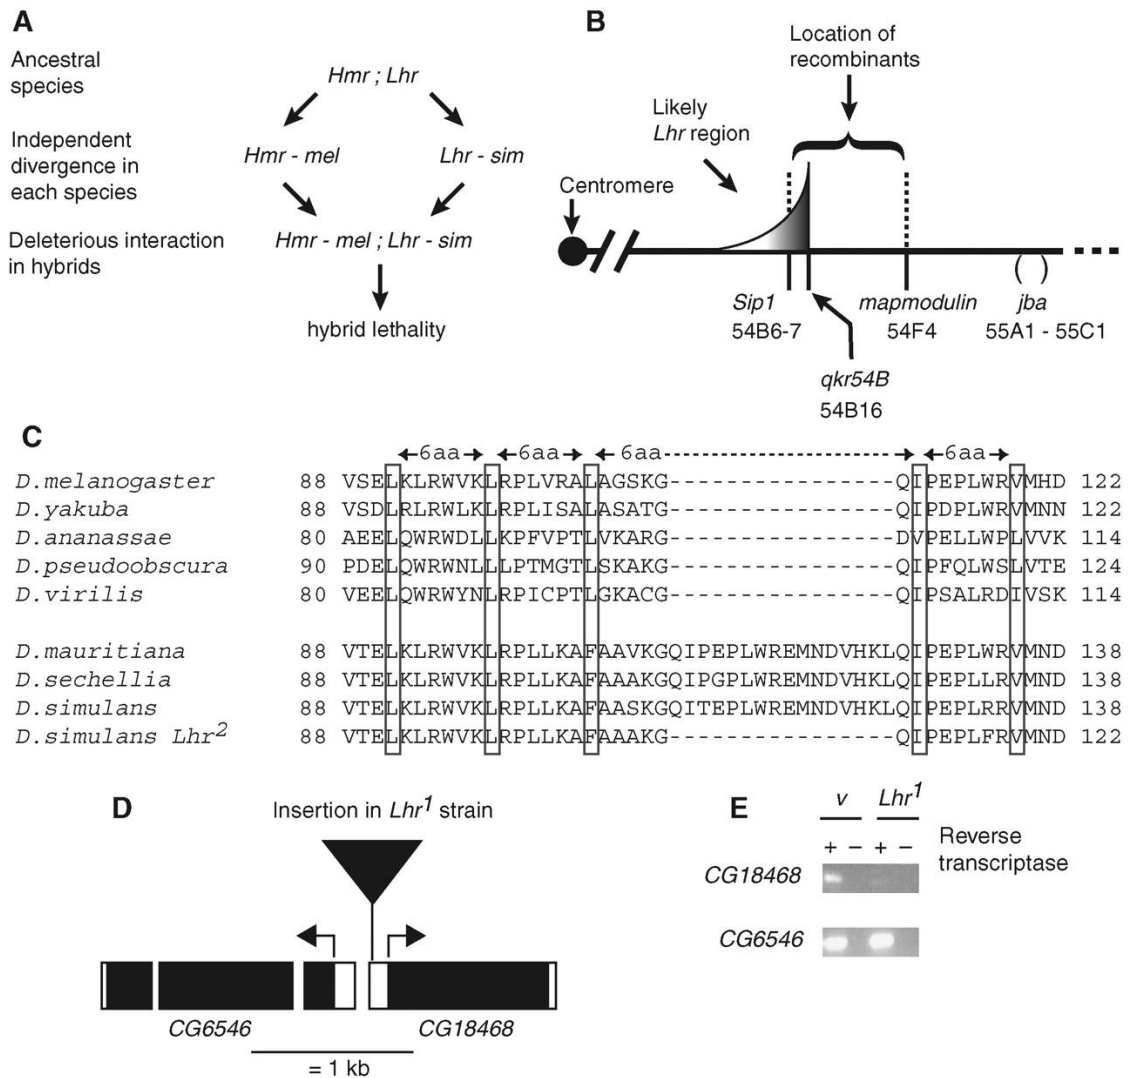 A
Ancestral
species
Hmr ; Lhr
Independent
divergence in
each species
Hmr - mel
Lhr - sim
Deleterious interaction
in hybrids
Hmr - mel ; Lhr - sim
hybrid lethality
B
Location of
recombinants
Likely
Lhr region
Centromere
Sip1
54B6-7
mapmodulin
54F4
jba
55A1 - 55C1
qkr54B
54B16
C
6aa 6aa 6aa 6aa
D.melanogaster 88 VSELKLRWVKLRPLVRALAGSKG----------------QIPEPLWRVMHD 122
D.yakuba 88 VSDLRLRWLKLRPLISALASATG----------------QIPDPLWRVMNN 122
D.ananassae 80 AEELQWRWDLLKPFVPTLVKARG----------------DVPELLWPLVVK 114
D.pseudoobscura 90 PDELQWRWNLLLPTMGTLSKAKG----------------QIPFQLWSLVTE 124
D.virilis 80 VEELQWRWYNLRPICPTLGKACG----------------QIPSALRDIVSK 114
D.mauritiana 88 VTELKLRWVKLRPLLKAFAAVKGQIPEPLWREMNDVHKLQIPEPLWRRVMND 138
D.sechellia 88 VTELKLRWVKLRPLLKAFAAAKGQIPGPLWREMNDVHKLQIPEPLLRRVMND 138
D.simulans 88 VTELKLRWVKLRPLLKAFAASKGQITEPLWREMNDVHKLQIPEPLRRVMND 138
D.simulans Lhr2 88 VTELKLRWVKLRPLLKAFAAAKG----------------QIPEPLFRVMND 122
D
Insertion in Lhr1 strain
CG6546
CG18468
= 1 kb
E
v
Lhr1
+ − + −
Reverse
transcriptase
CG18468
CG6546